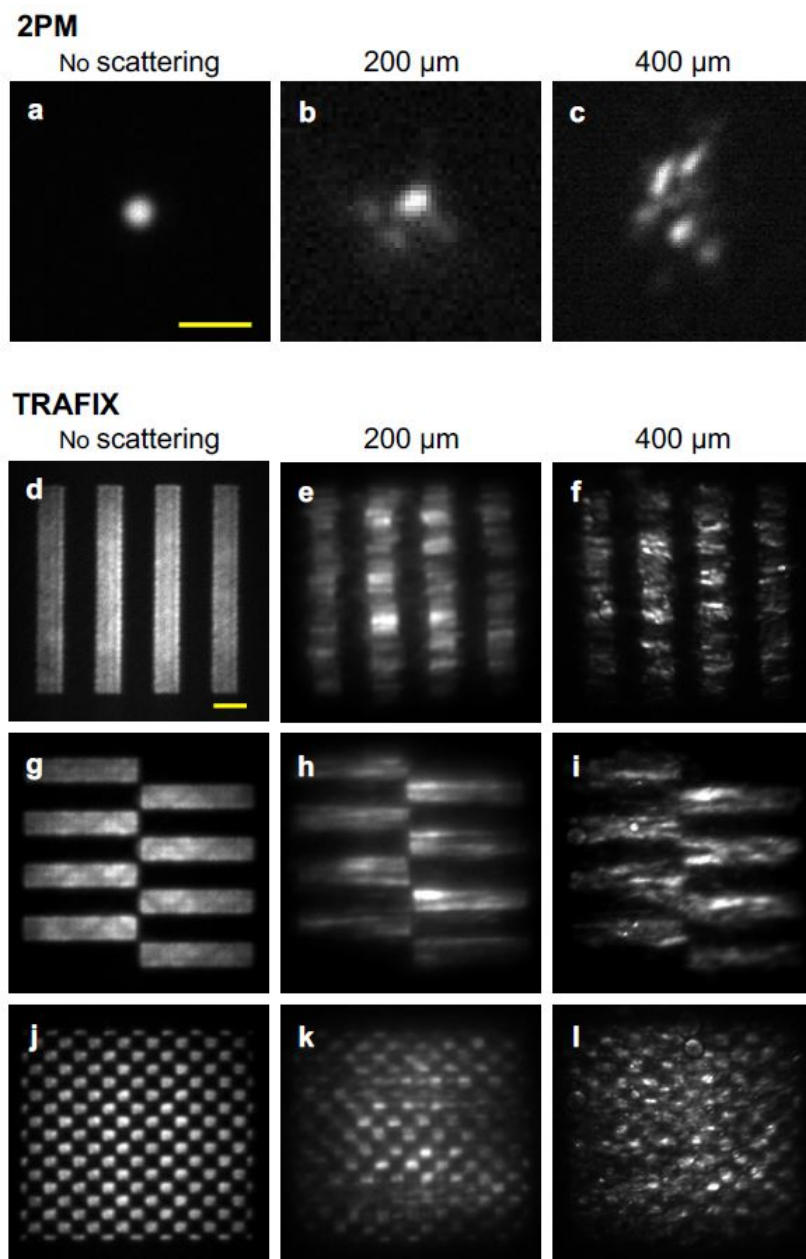 2PM
No scattering 200 µm 400 µm
a b c
TRAFIX
No scattering 200 µm 400 µm
d e f
g h i
j k l